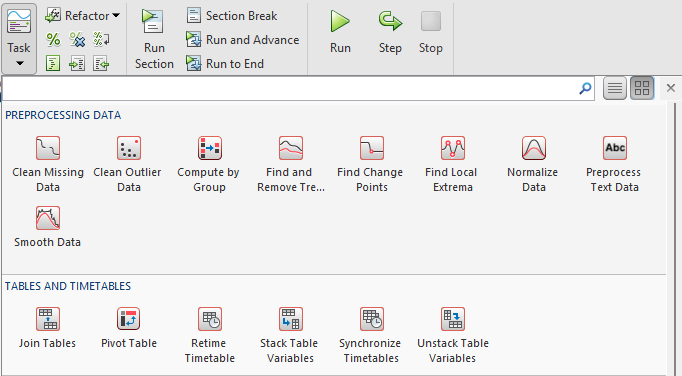 Task
Refactor
Run
Section
Section Break
Run and Advance
Run to End
Run
Step
Stop
PREPROCESSING DATA
Clean Missing
Data
Clean Outlier
Data
Compute by
Group
Find and
Remove Tre...
Find Change
Points
Find Local
Extrema
Normalize
Data
Abc
Preprocess
Text Data
Smooth Data
TABLES AND TIMETABLES
Join Tables
Pivot Table
Retime
Timetable
Stack Table
Variables
Synchronize
Timetables
Unstack Table
Variables